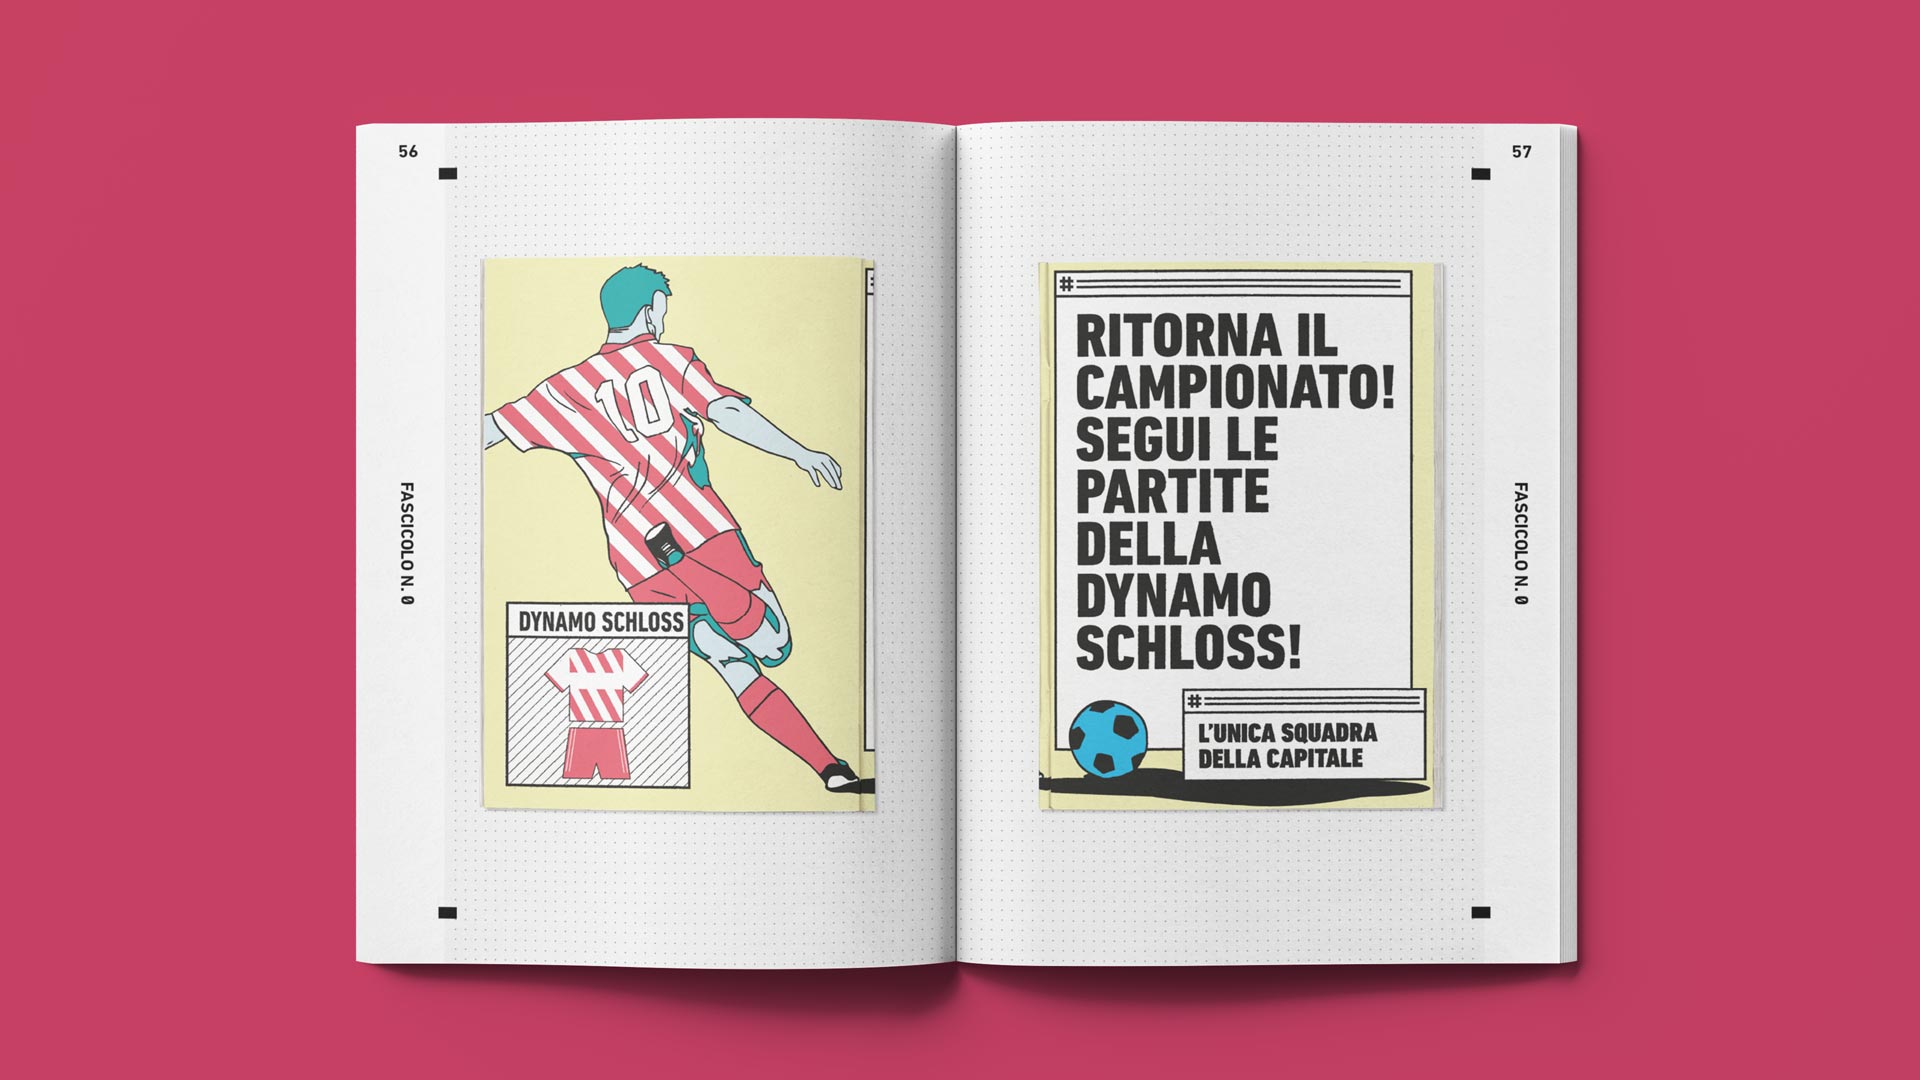 56
FASCICOLO N. 0
10
DYNAMO SCHLOSS
57
FASCICOLO N. 0
#
RITORNA IL
CAMPIONATO!
SEGUI LE
PARTITE
DELLA
DYNAMO
SCHLOSS!
#
L'UNICA SQUADRA
DELLA CAPITALE